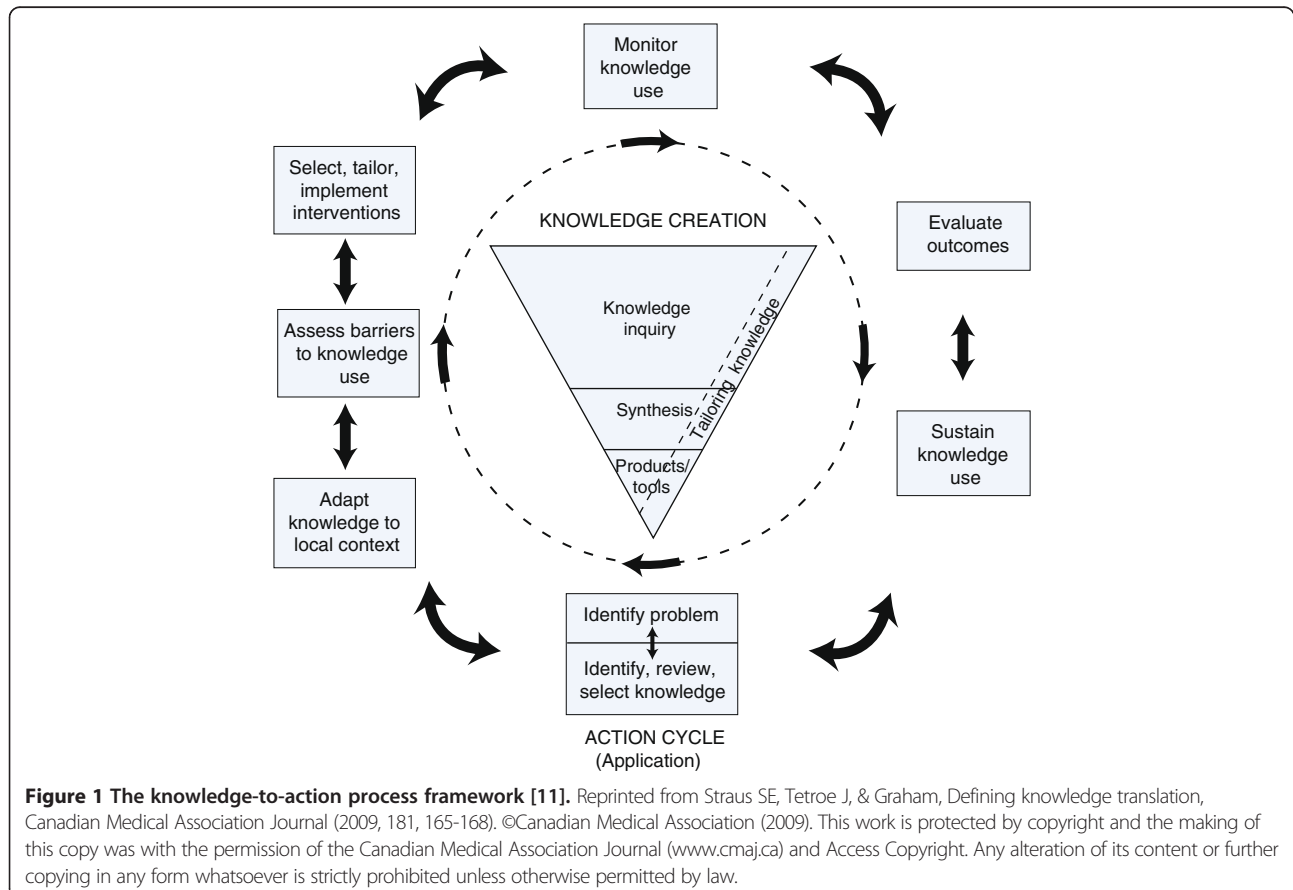 Monitor
knowledge
use
Select, tailor,
implement
interventions
KNOWLEDGE CREATION
Evaluate
outcomes
Knowledge
inquiry
Tailoring knowledge
Assess barriers
to knowledge
use
Synthesis
Sustain
knowledge
use
Products/
tools
Adapt
knowledge to
local context
Identify problem
Identify, review,
select knowledge
ACTION CYCLE
(Application)
Figure 1 The knowledge-to-action process framework [11]. Reprinted from Straus SE, Tetroe J, & Graham, Defining knowledge translation,
Canadian Medical Association Journal (2009, 181, 165-168). ©Canadian Medical Association (2009). This work is protected by copyright and the making of
this copy was with the permission of the Canadian Medical Association Journal (www.cmaj.ca) and Access Copyright. Any alteration of its content or further
copying in any form whatsoever is strictly prohibited unless otherwise permitted by law.